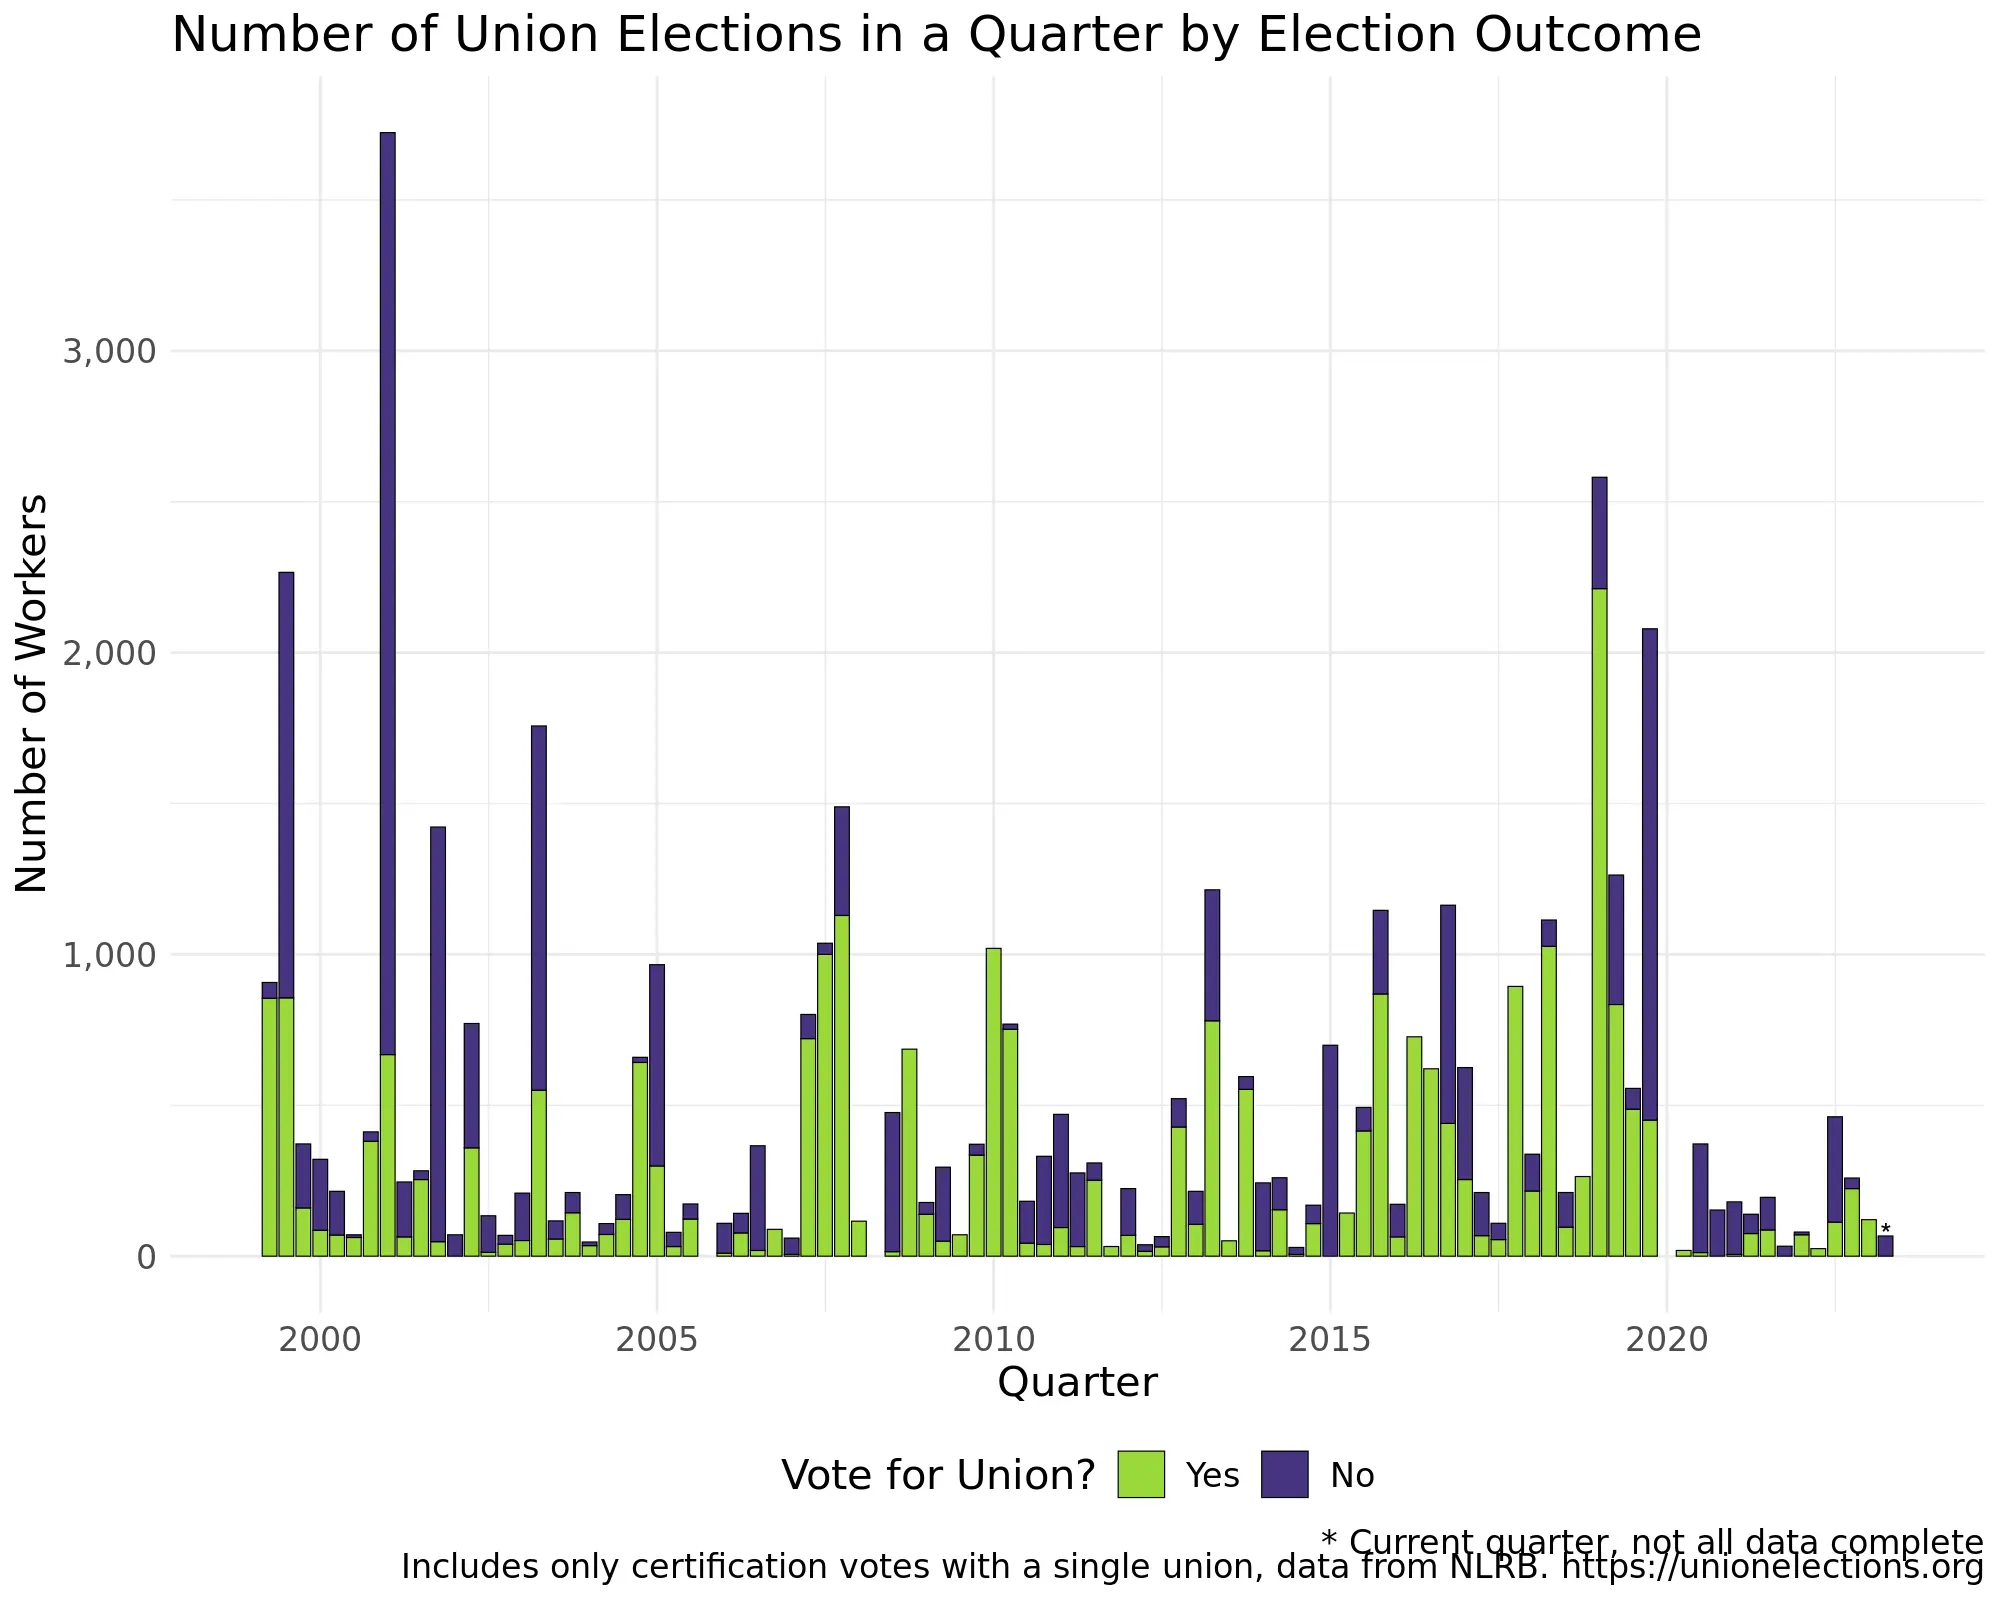 Number of Union Elections in a Quarter by Election Outcome
Number of Workers
3,000
2,000
1,000
0
*
2000 2005 2010 2015 2020
Quarter
Vote for Union? Yes No
* Current quarter, not all data complete
Includes only certification votes with a single union, data from NLRB. https://unionelections.org